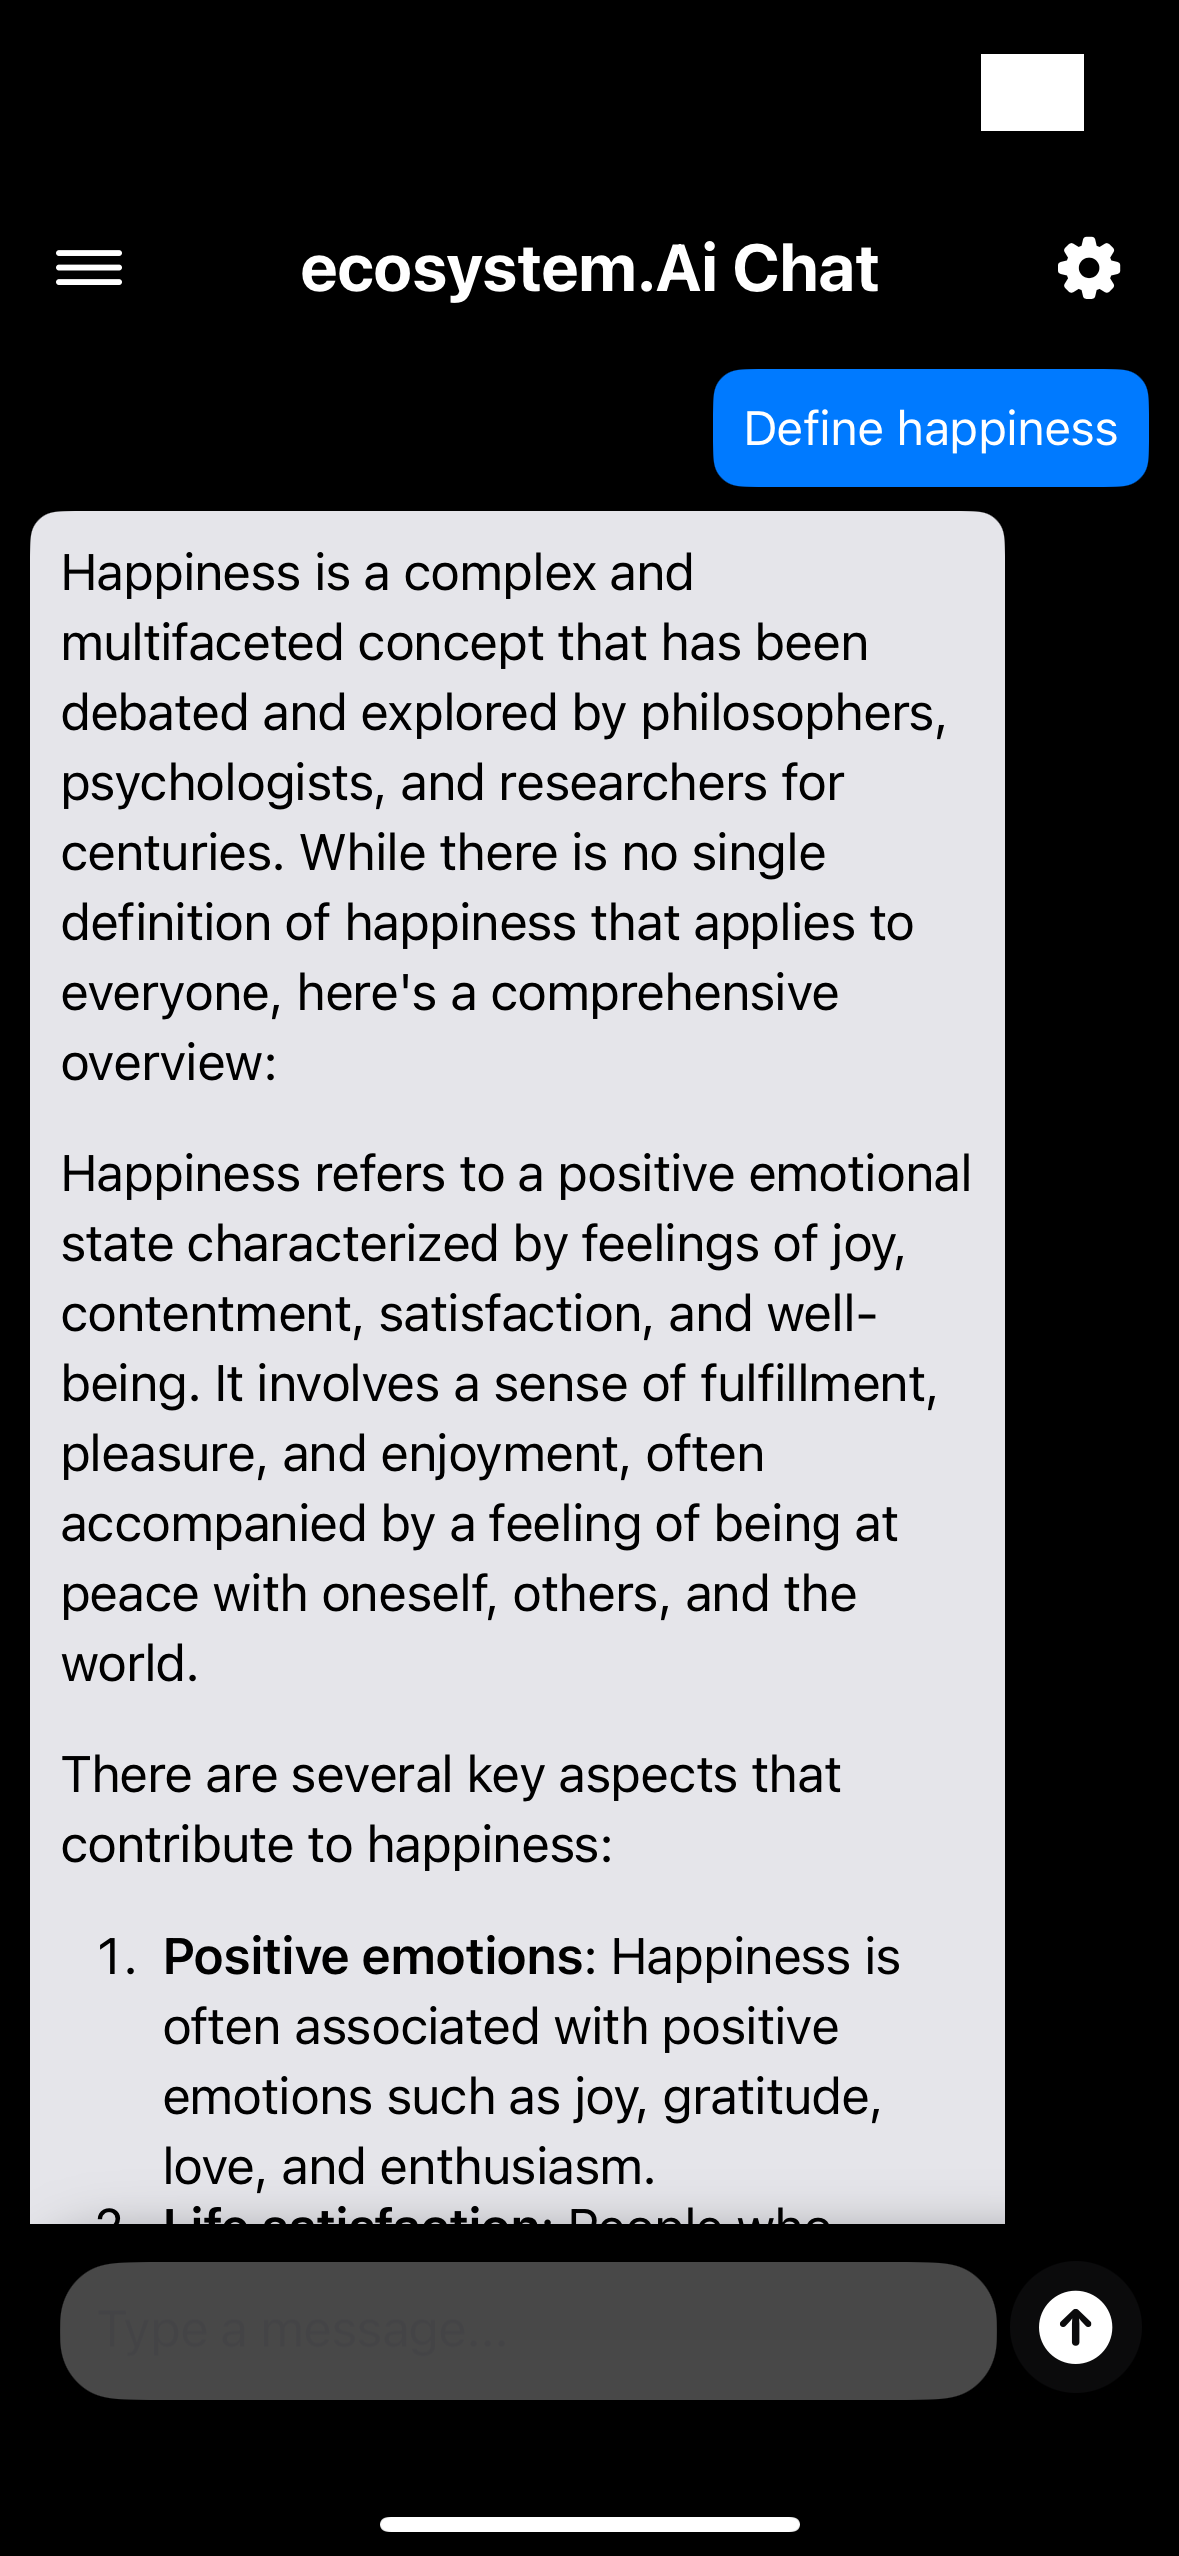 ecosystem.Ai Chat
Define happiness
Happiness is a complex and
multifaceted concept that has been
debated and explored by philosophers,
psychologists, and researchers for
centuries. While there is no single
definition of happiness that applies to
everyone, here's a comprehensive
overview:
Happiness refers to a positive emotional
state characterized by feelings of joy,
contentment, satisfaction, and well-
being. It involves a sense of fulfillment,
pleasure, and enjoyment, often
accompanied by a feeling of being at
peace with oneself, others, and the
world.
There are several key aspects that
contribute to happiness:
1. Positive emotions: Happiness is
often associated with positive
emotions such as joy, gratitude,
love, and enthusiasm.
2. Life satisfaction: People who
Type a message...